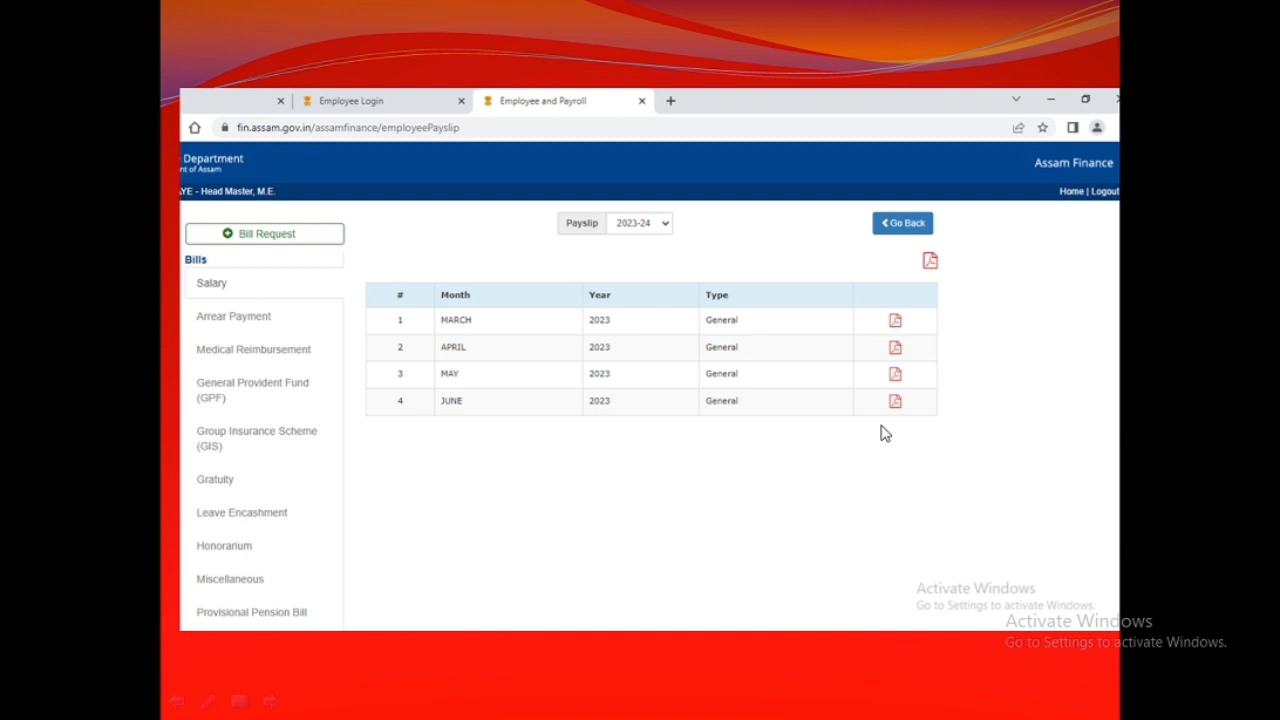 Employee Login
Employee and Payroll
fin.assam.gov.in/assamfinance/employeePayslip
Department
nt of Assam
Assam Finance
YE - Head Master, M.E.
Home | Logout
Bill Request
Payslip 2023-24
Go Back
Bills
Salary
Arrear Payment
Medical Reimbursement
General Provident Fund
(GPF)
Group Insurance Scheme
(GIS)
Gratuity
Leave Encashment
Honorarium
Miscellaneous
Provisional Pension Bill
# Month Year Type
1 MARCH 2023 General
2 APRIL 2023 General
3 MAY 2023 General
4 JUNE 2023 General
Activate Windows
Go to Settings to activate Windows.
Activate Windows
Go to Settings to activate Windows.